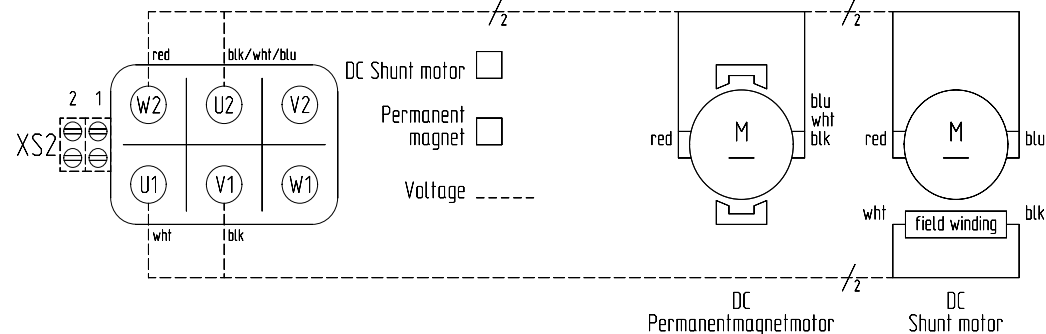 2
2
red
blk/wht/blu
DC Shunt motor
2 1
W2
U2
V2
Permanent
magnet
XS2
U1
V1
W1
Voltage
wht
blk
red
M
blu
wht
blk
red
M
blu
wht
blk
field winding
2
DC
Permanentmagnetmotor
DC
Shunt motor